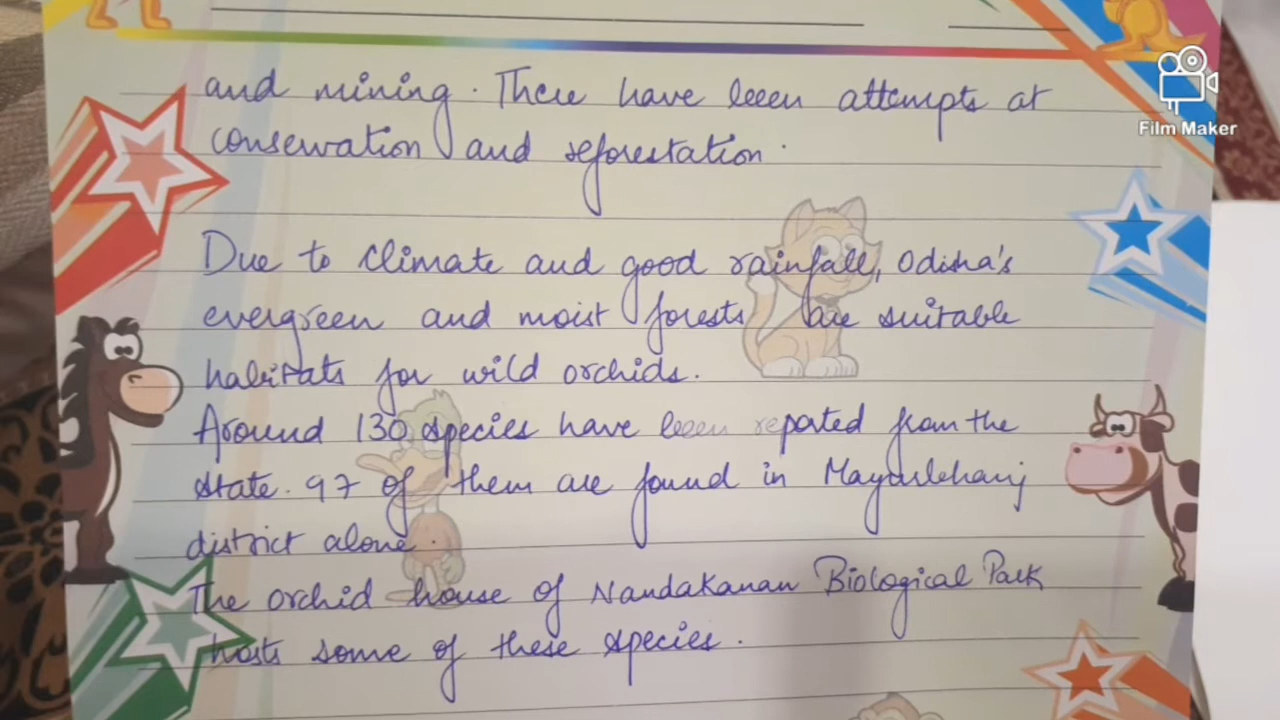 and mining. There have been attempts at
conservation and reforestation.
Due to climate and good rainfall, Odisha's
evergreen and moist forests are suitable
habitats for wild orchids.
Around 130 species have been reported from the
state. 97 of them are found in Mayurbhanj
district alone.
The orchid house of Nandakanan Biological Park
hosts some of these species.
Film Maker